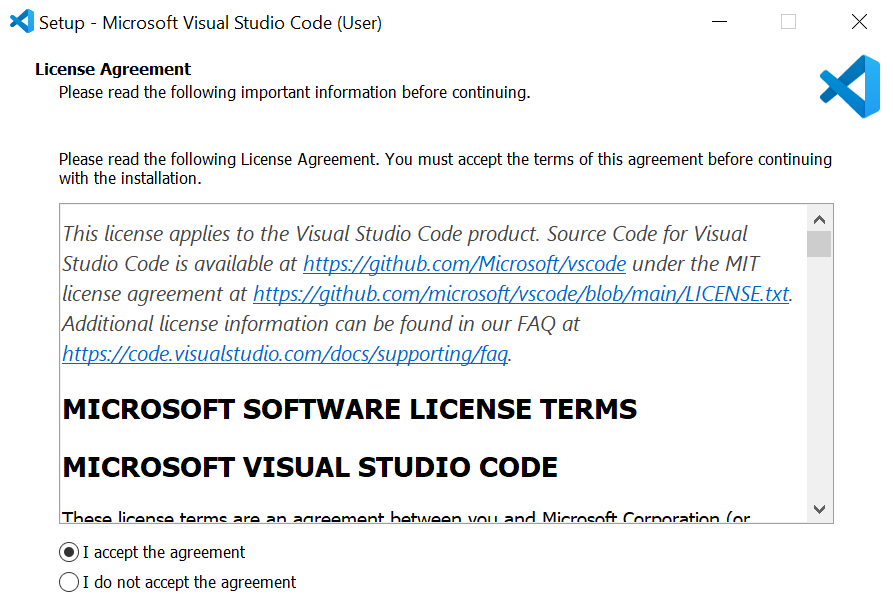 Setup - Microsoft Visual Studio Code (User)
License Agreement
Please read the following important information before continuing.
Please read the following License Agreement. You must accept the terms of this agreement before continuing
with the installation.
This license applies to the Visual Studio Code product. Source Code for Visual
Studio Code is available at https://github.com/Microsoft/vscode under the MIT
license agreement at https://github.com/microsoft/vscode/blob/main/LICENSE.txt.
Additional license information can be found in our FAQ at
https://code.visualstudio.com/docs/supporting/faq.
MICROSOFT SOFTWARE LICENSE TERMS
MICROSOFT VISUAL STUDIO CODE
These license terms are an agreement between you and Microsoft Corporation (or
I accept the agreement
I do not accept the agreement